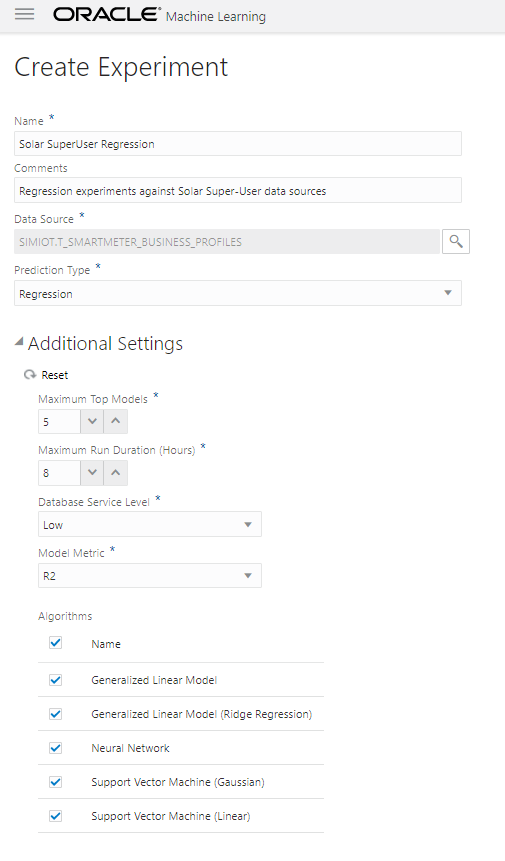 ORACLE® Machine Learning
Create Experiment
Name *
Solar SuperUser Regression
Comments
Regression experiments against Solar Super-User data sources
Data Source *
SIMIOT.T_SMARTMETER_BUSINESS_PROFILES
Prediction Type *
Regression
Additional Settings
Reset
Maximum Top Models *
5
Maximum Run Duration (Hours) *
8
Database Service Level *
Low
Model Metric *
R2
Algorithms
Name
Generalized Linear Model
Generalized Linear Model (Ridge Regression)
Neural Network
Support Vector Machine (Gaussian)
Support Vector Machine (Linear)